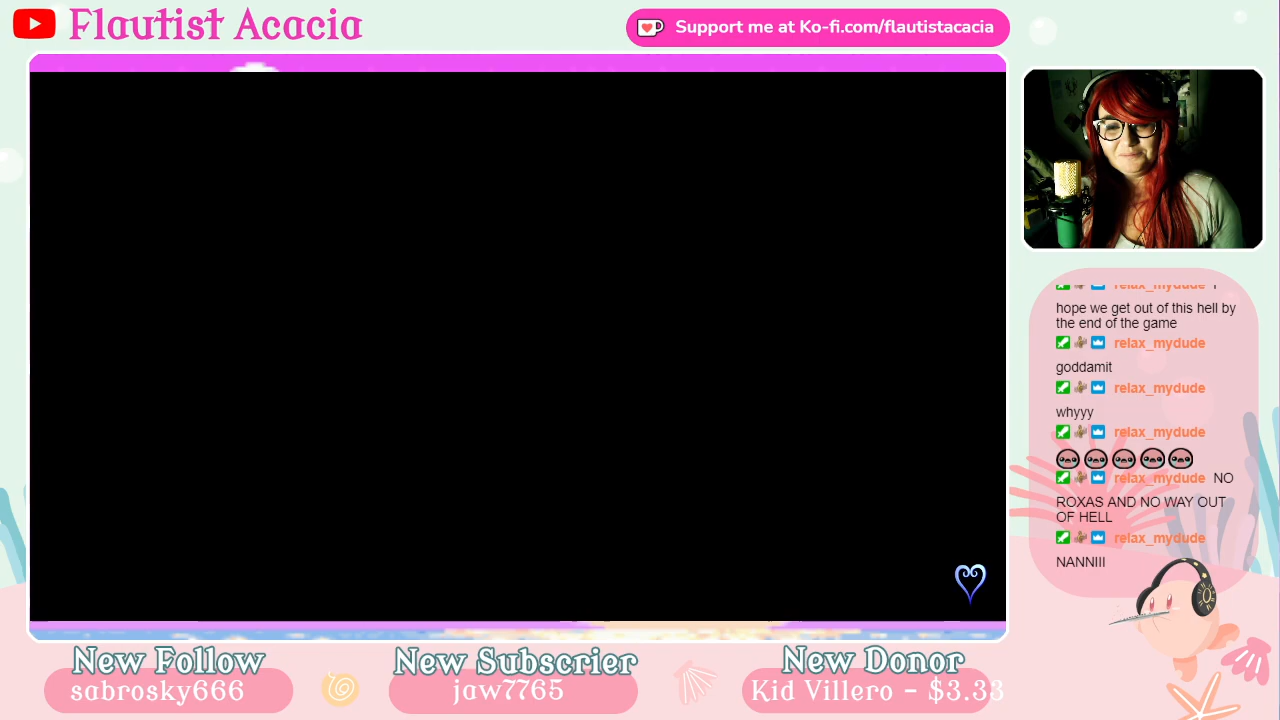 Flautist Acacia
Support me at Ko-fi.com/flautistacacia
relax_mydude
hope we get out of this hell by
the end of the game
relax_mydude
goddamit
relax_mydude
whyyy
relax_mydude
relax_mydude NO
ROXAS AND NO WAY OUT
OF HELL
relax_mydude
NANNIII
New Follow
sabrosky666
New Subscrier
jaw7765
New Donor
Kid Villero - $3.33